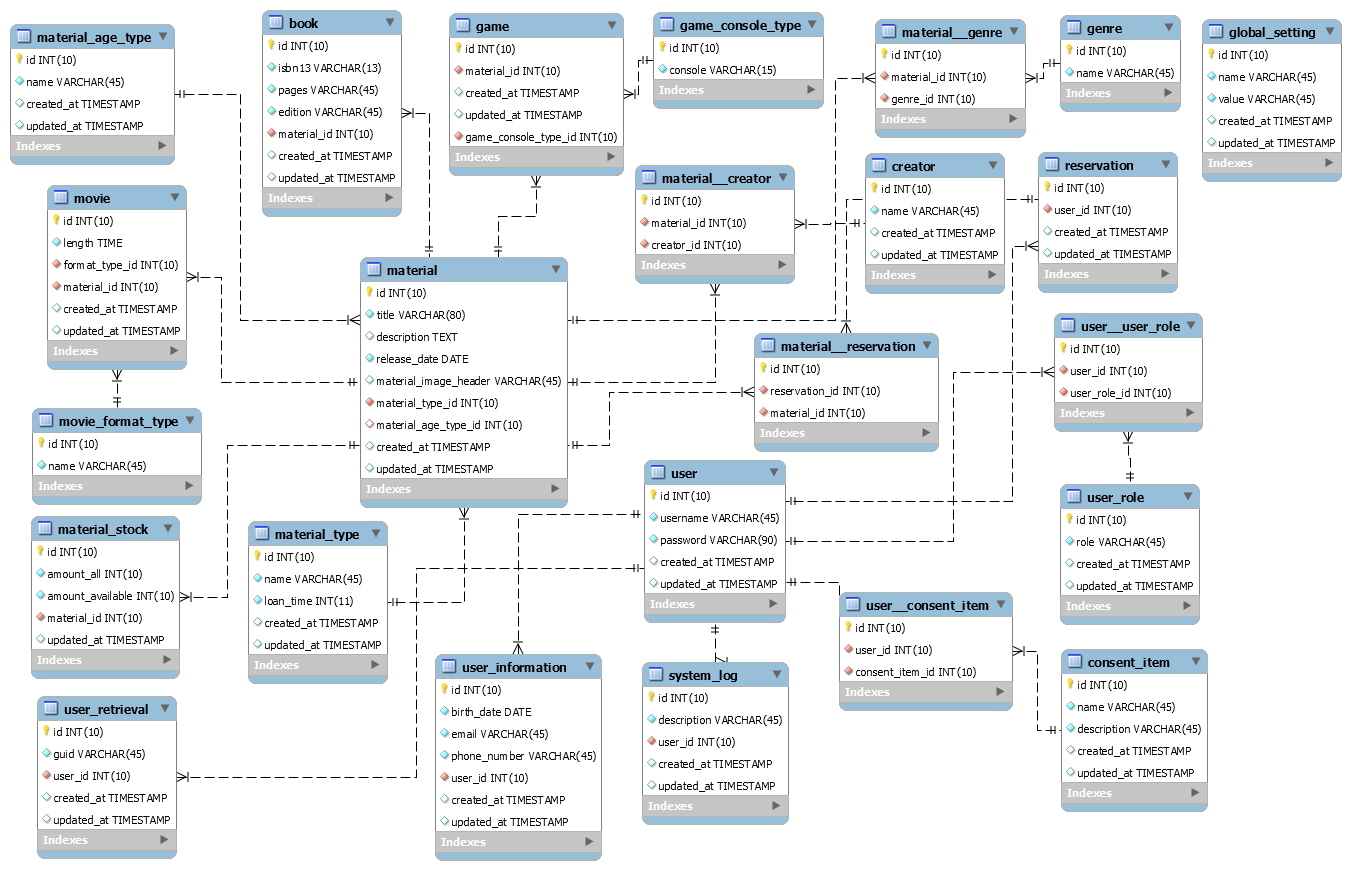 material_age_type
id INT(10)
name VARCHAR(45)
created_at TIMESTAMP
updated_at TIMESTAMP
Indexes
book
id INT(10)
isbn13 VARCHAR(13)
pages VARCHAR(45)
edition VARCHAR(45)
material_id INT(10)
created_at TIMESTAMP
updated_at TIMESTAMP
Indexes
game
id INT(10)
material_id INT(10)
created_at TIMESTAMP
updated_at TIMESTAMP
game_console_type_id INT(10)
Indexes
game_console_type
id INT(10)
console VARCHAR(15)
Indexes
material__genre
id INT(10)
material_id INT(10)
genre_id INT(10)
Indexes
genre
id INT(10)
name VARCHAR(45)
Indexes
global_setting
id INT(10)
name VARCHAR(45)
value VARCHAR(45)
created_at TIMESTAMP
updated_at TIMESTAMP
Indexes
movie
id INT(10)
length TIME
format_type_id INT(10)
material_id INT(10)
created_at TIMESTAMP
updated_at TIMESTAMP
Indexes
material
id INT(10)
title VARCHAR(80)
description TEXT
release_date DATE
material_image_header VARCHAR(45)
material_type_id INT(10)
material_age_type_id INT(10)
created_at TIMESTAMP
updated_at TIMESTAMP
Indexes
material__creator
id INT(10)
material_id INT(10)
creator_id INT(10)
Indexes
creator
id INT(10)
name VARCHAR(45)
created_at TIMESTAMP
updated_at TIMESTAMP
Indexes
reservation
id INT(10)
user_id INT(10)
created_at TIMESTAMP
updated_at TIMESTAMP
Indexes
material__reservation
id INT(10)
reservation_id INT(10)
material_id INT(10)
Indexes
user__user_role
id INT(10)
user_id INT(10)
user_role_id INT(10)
Indexes
movie_format_type
id INT(10)
name VARCHAR(45)
Indexes
material_stock
id INT(10)
amount_all INT(10)
amount_available INT(10)
material_id INT(10)
updated_at TIMESTAMP
Indexes
material_type
id INT(10)
name VARCHAR(45)
loan_time INT(11)
created_at TIMESTAMP
updated_at TIMESTAMP
Indexes
user
id INT(10)
username VARCHAR(45)
password VARCHAR(90)
created_at TIMESTAMP
updated_at TIMESTAMP
Indexes
user_role
id INT(10)
role VARCHAR(45)
created_at TIMESTAMP
updated_at TIMESTAMP
Indexes
user__consent_item
id INT(10)
user_id INT(10)
consent_item_id INT(10)
Indexes
consent_item
id INT(10)
name VARCHAR(45)
description VARCHAR(45)
created_at TIMESTAMP
updated_at TIMESTAMP
Indexes
user_retrieval
id INT(10)
guid VARCHAR(45)
user_id INT(10)
created_at TIMESTAMP
updated_at TIMESTAMP
Indexes
user_information
id INT(10)
birth_date DATE
email VARCHAR(45)
phone_number VARCHAR(45)
user_id INT(10)
created_at TIMESTAMP
updated_at TIMESTAMP
Indexes
system_log
id INT(10)
description VARCHAR(45)
user_id INT(10)
created_at TIMESTAMP
updated_at TIMESTAMP
Indexes